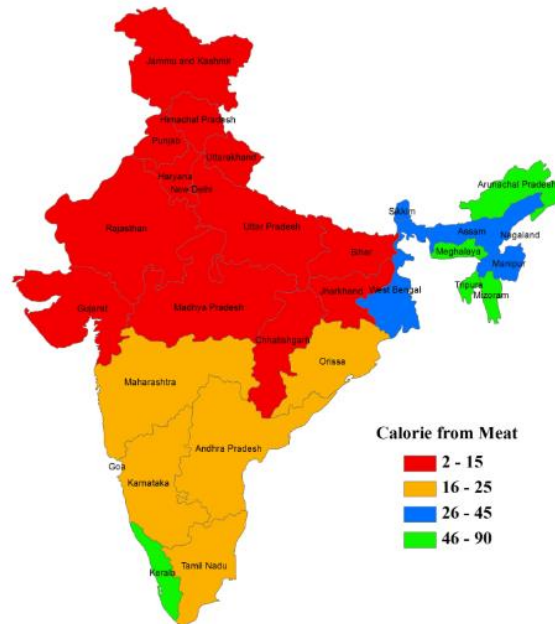 Jammu and Kashmir
Himachal Pradesh
Punjab
Uttarakhand
Haryana
New Delhi
Arunachal Pradesh
Sikkim
Rajasthan
Uttar Pradesh
Assam
Nagaland
Bihar
Meghalaya
Manipur
Gujarat
Madhya Pradesh
Jharkhand
West Bengal
Tripura
Mizoram
Chhattisgarh
Orissa
Maharashtra
Andhra Pradesh
Goa
Karnataka
Kerala
Tamil Nadu
Calorie from Meat
2 - 15
16 - 25
26 - 45
46 - 90